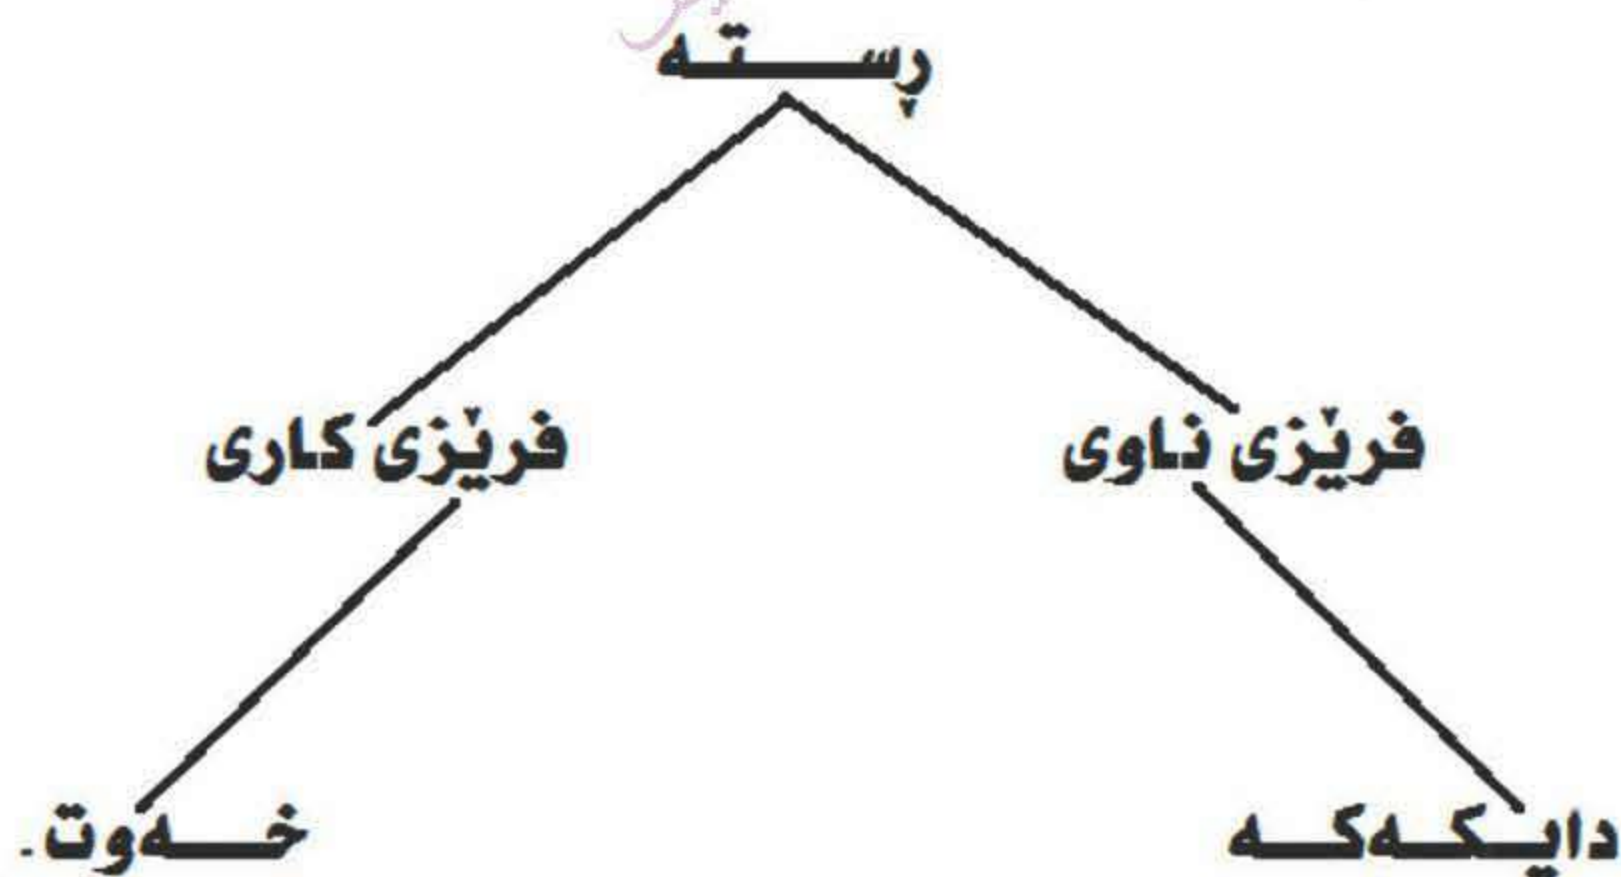 ڕستە
فرێزی ناوی فرێزی کاری
دایکەکە خەوت.